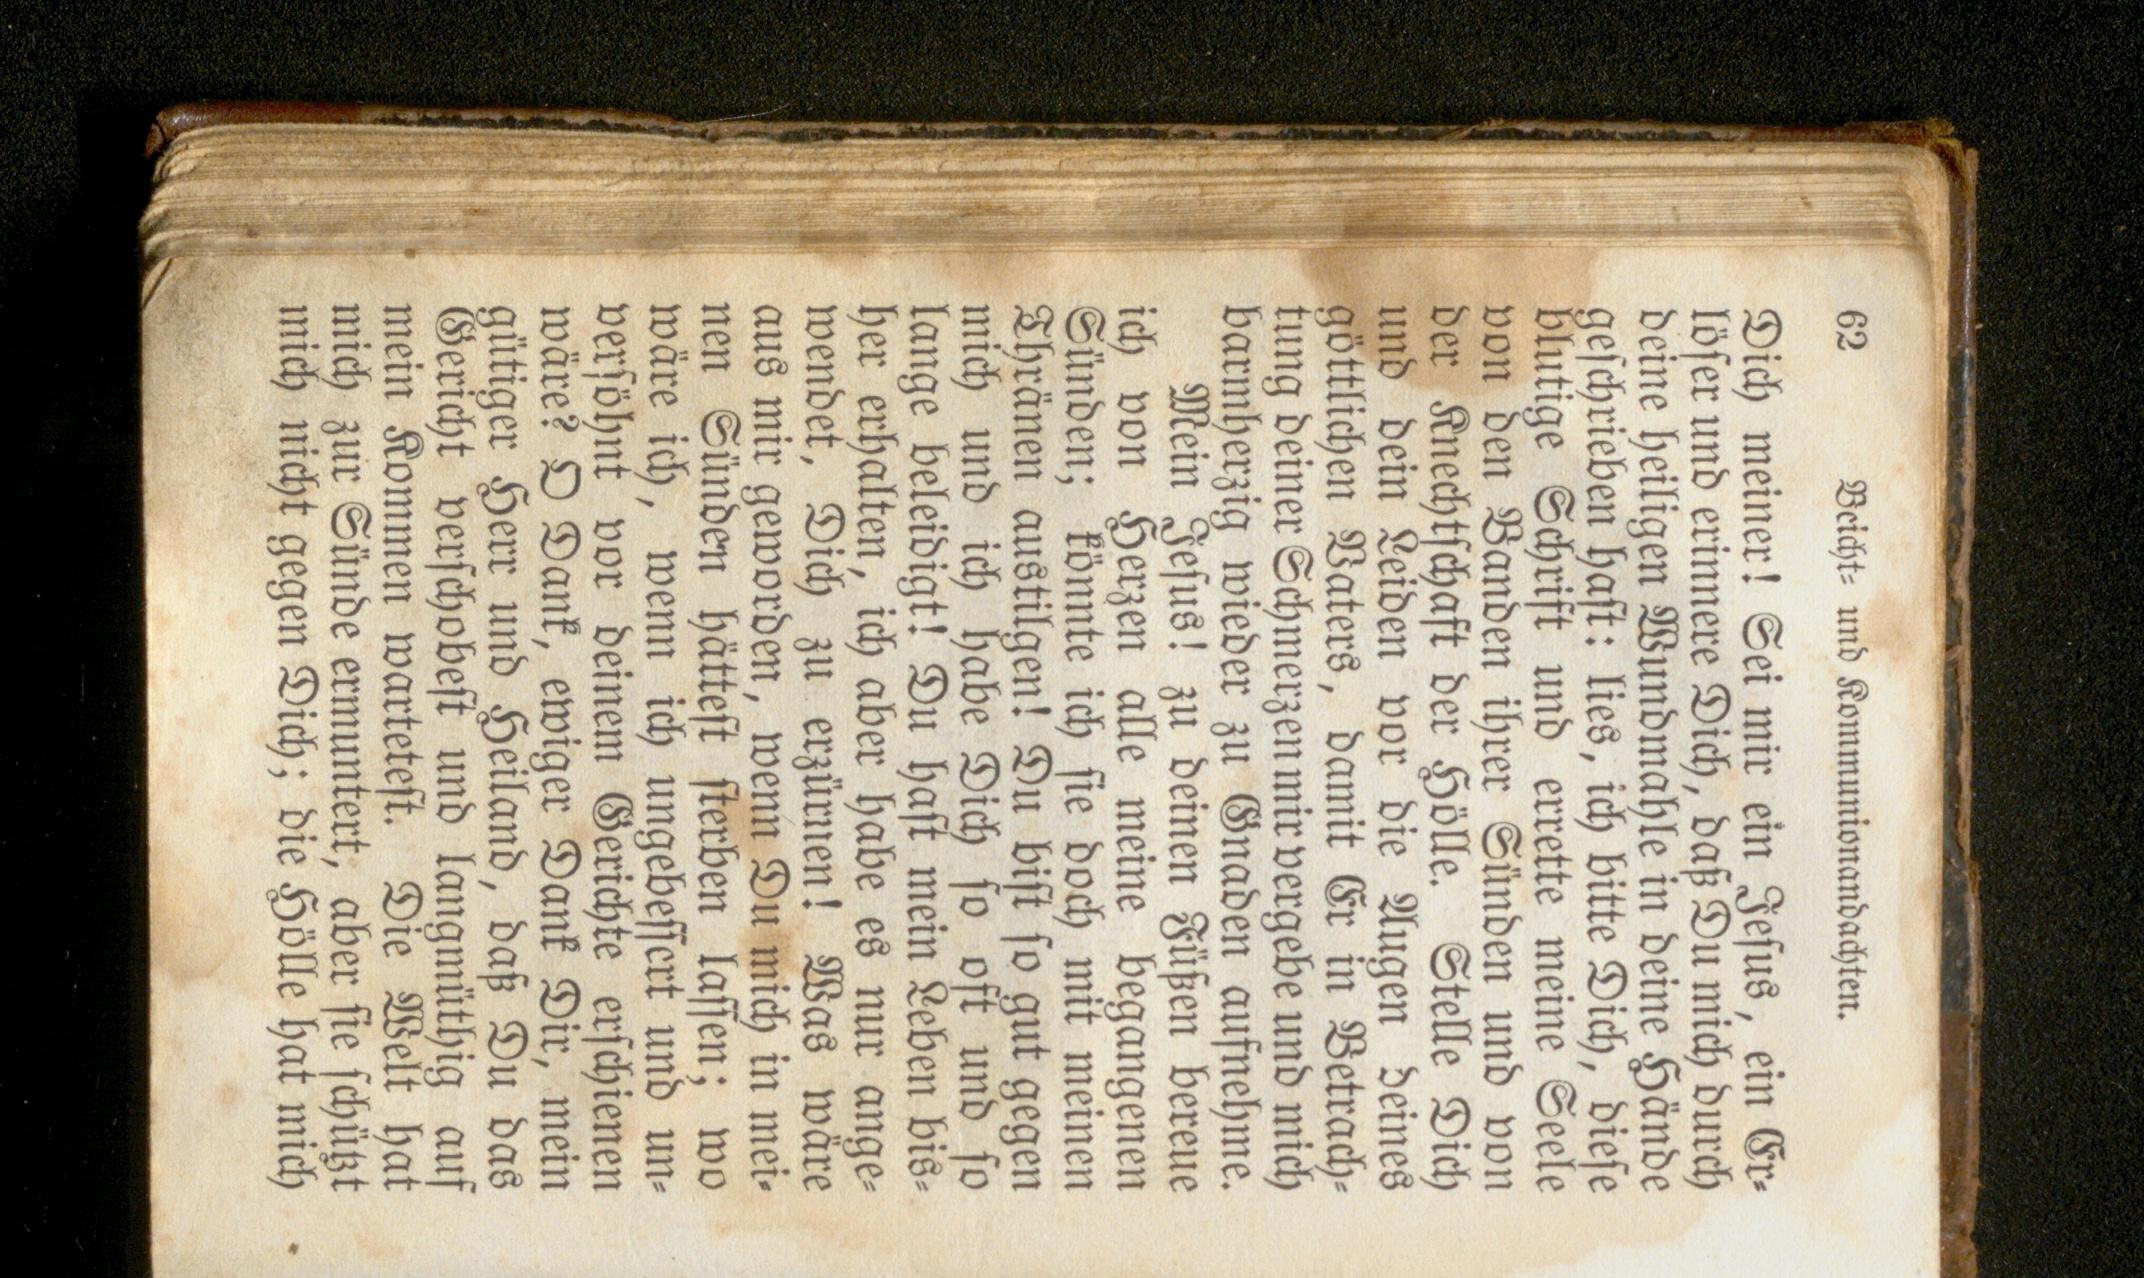 62 Beicht- und Kommunionandachten.
Dich meiner! Sei mir ein Jesus, ein Er-
löser und erinnere Dich, daß Du mich durch
deine heiligen Wundmahle in deine Hände
geschrieben hast: lies, ich bitte Dich, diese
blutige Schrift und errette meine Seele
von den Banden ihrer Sünden und von
der Knechtschaft der Hölle. Stelle Dich
und dein Leiden vor die Augen deines
göttlichen Vaters, damit Er in Betrach-
tung deiner Schmerzen mir vergebe und mich
barmherzig wieder zu Gnaden aufnehme.
Mein Jesus! zu deinen Füßen bereue
ich von Herzen alle meine begangenen
Sünden; könnte ich sie doch mit meinen
Thränen austilgen! Du bist so gut gegen
mich und ich habe Dich so oft und so
lange beleidigt! Du hast mein Leben bis-
her erhalten, ich aber habe es nur ange-
wendet, Dich zu erzürnen! Was wäre
aus mir geworden, wenn Du mich in mei-
nen Sünden hättest sterben lassen; wo
wäre ich, wenn ich ungebessert und un-
versöhnt vor deinem Gerichte erschienen
wäre? O Dank, ewiger Dank Dir, mein
gütiger Herr und Heiland, daß Du das
Gericht verschobest und langmüthig auf
mein Kommen wartetest. Die Welt hat
mich zur Sünde ermuntert, aber sie schützt
mich nicht gegen Dich; die Hölle hat mich